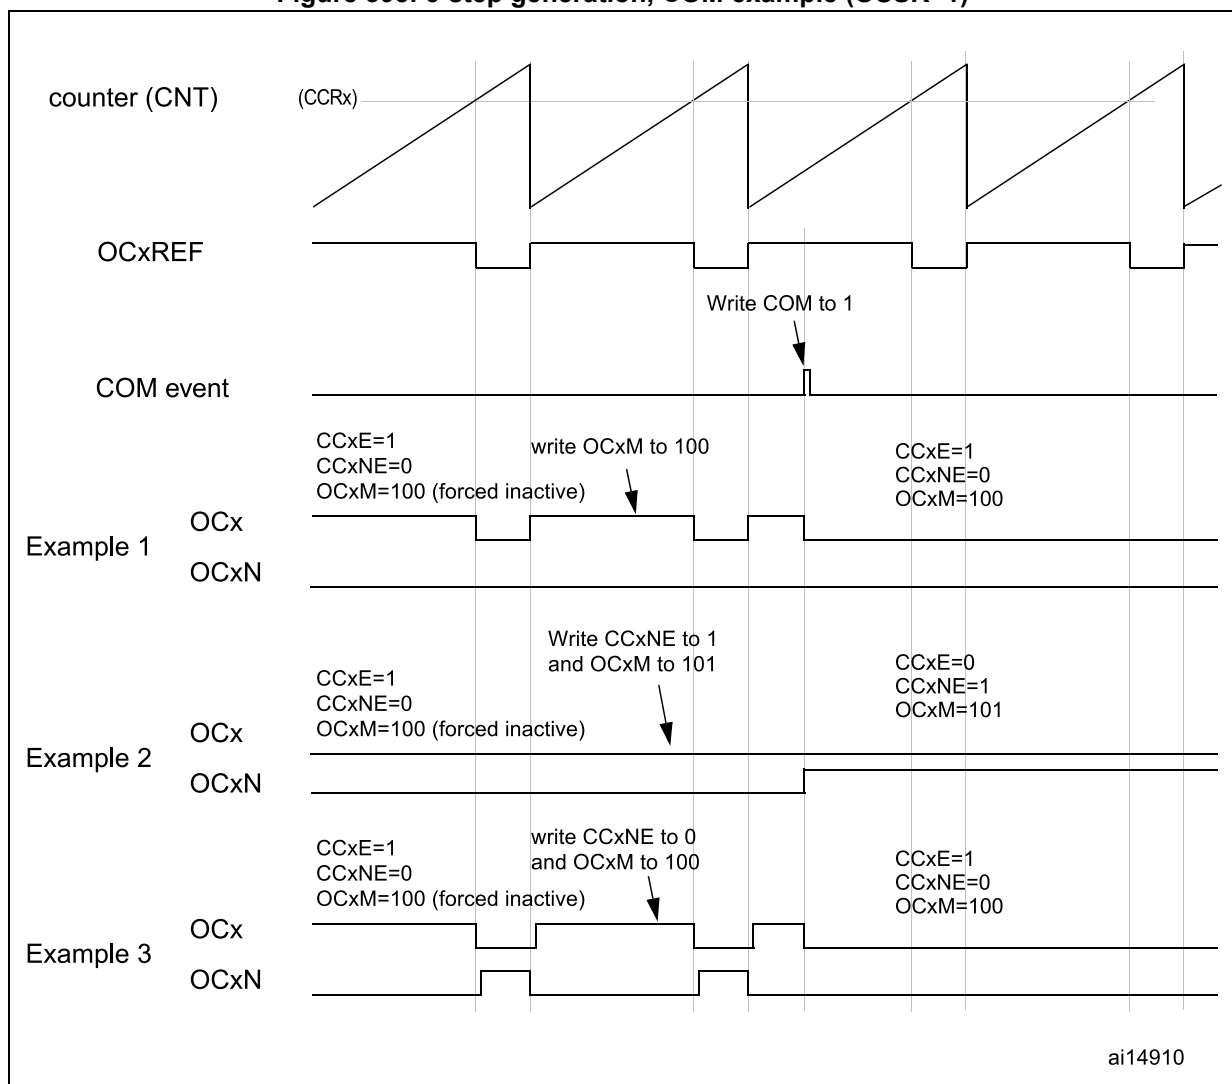 counter (CNT)
(CCRx)
OCxREF
Write COM to 1
COM event
CCxE=1
CCxNE=0
OCxM=100 (forced inactive)
write OCxM to 100
CCxE=1
CCxNE=0
OCxM=100
Example 1
OCx
OCxN
Write CCxNE to 1
and OCxM to 101
CCxE=1
CCxNE=0
OCxM=100 (forced inactive)
CCxE=0
CCxNE=1
OCxM=101
Example 2
OCx
OCxN
write CCxNE to 0
and OCxM to 100
CCxE=1
CCxNE=0
OCxM=100 (forced inactive)
CCxE=1
CCxNE=0
OCxM=100
Example 3
OCx
OCxN
ai14910